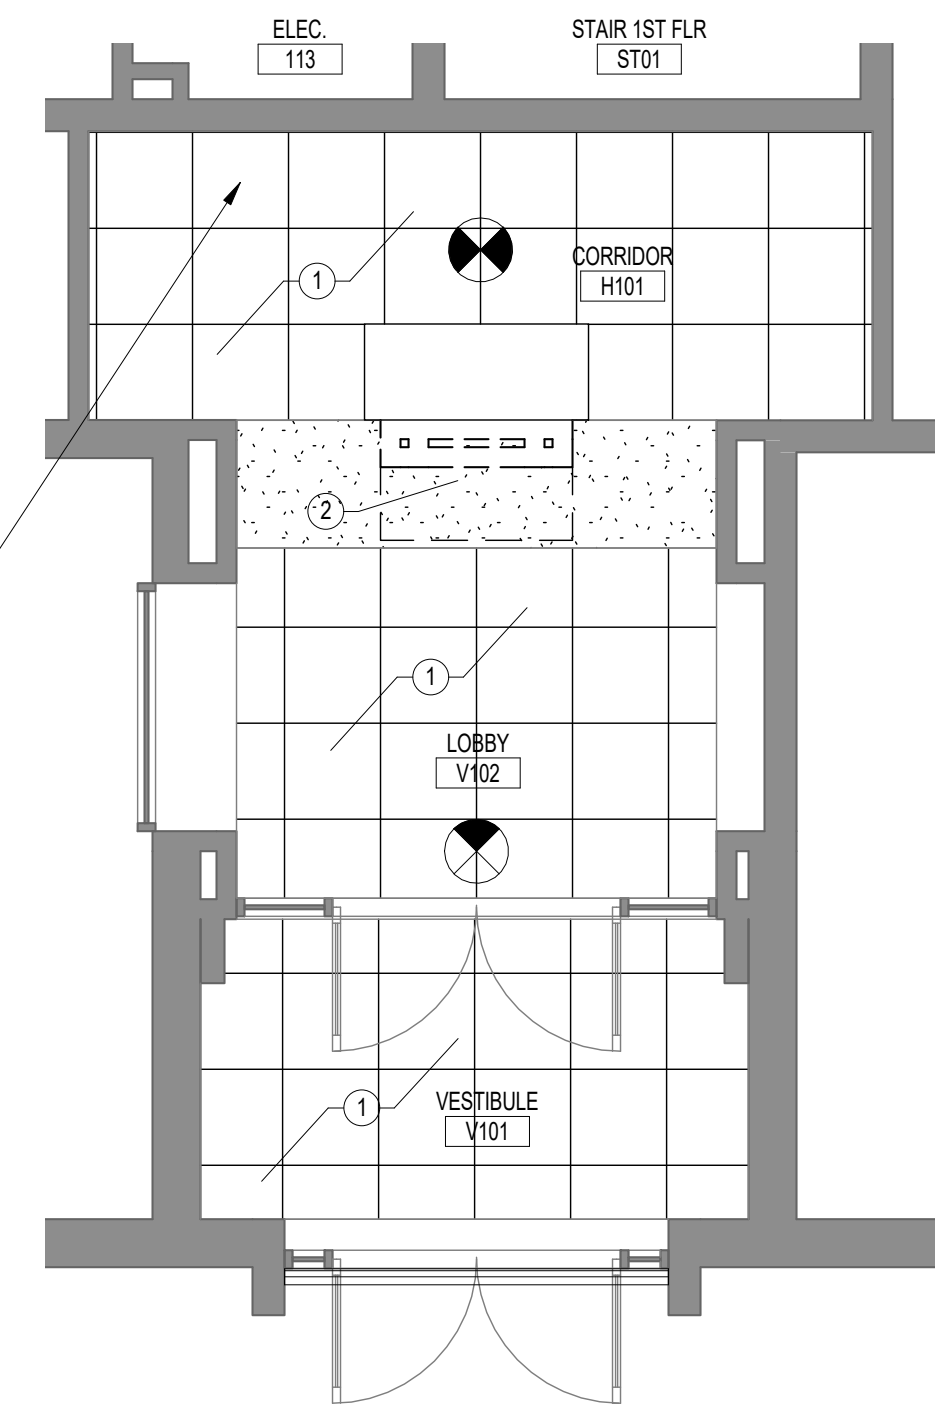 ELEC.
113
STAIR 1ST FLR
ST01
CORRIDOR
H101
1
2
1
LOBBY
V102
VESTIBULE
V101
1